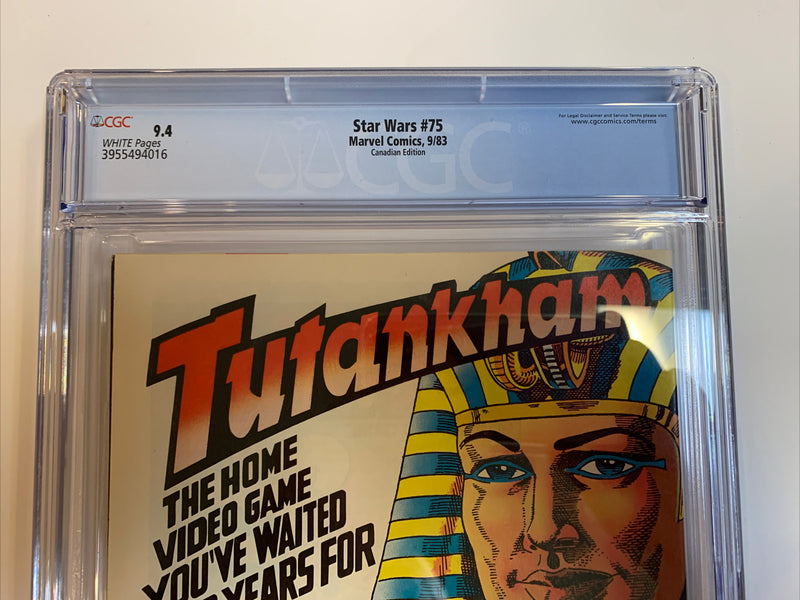 CGC 9.4
WHITE Pages
3955494016
Star Wars #75
Marvel Comics, 9/83
Canadian Edition
For Legal Disclaimer and Service Terms please visit:
www.cgccomics.com/terms
CGC
Tutankham
THE HOME
VIDEO GAME
YOU'VE WAITED
YEARS FOR